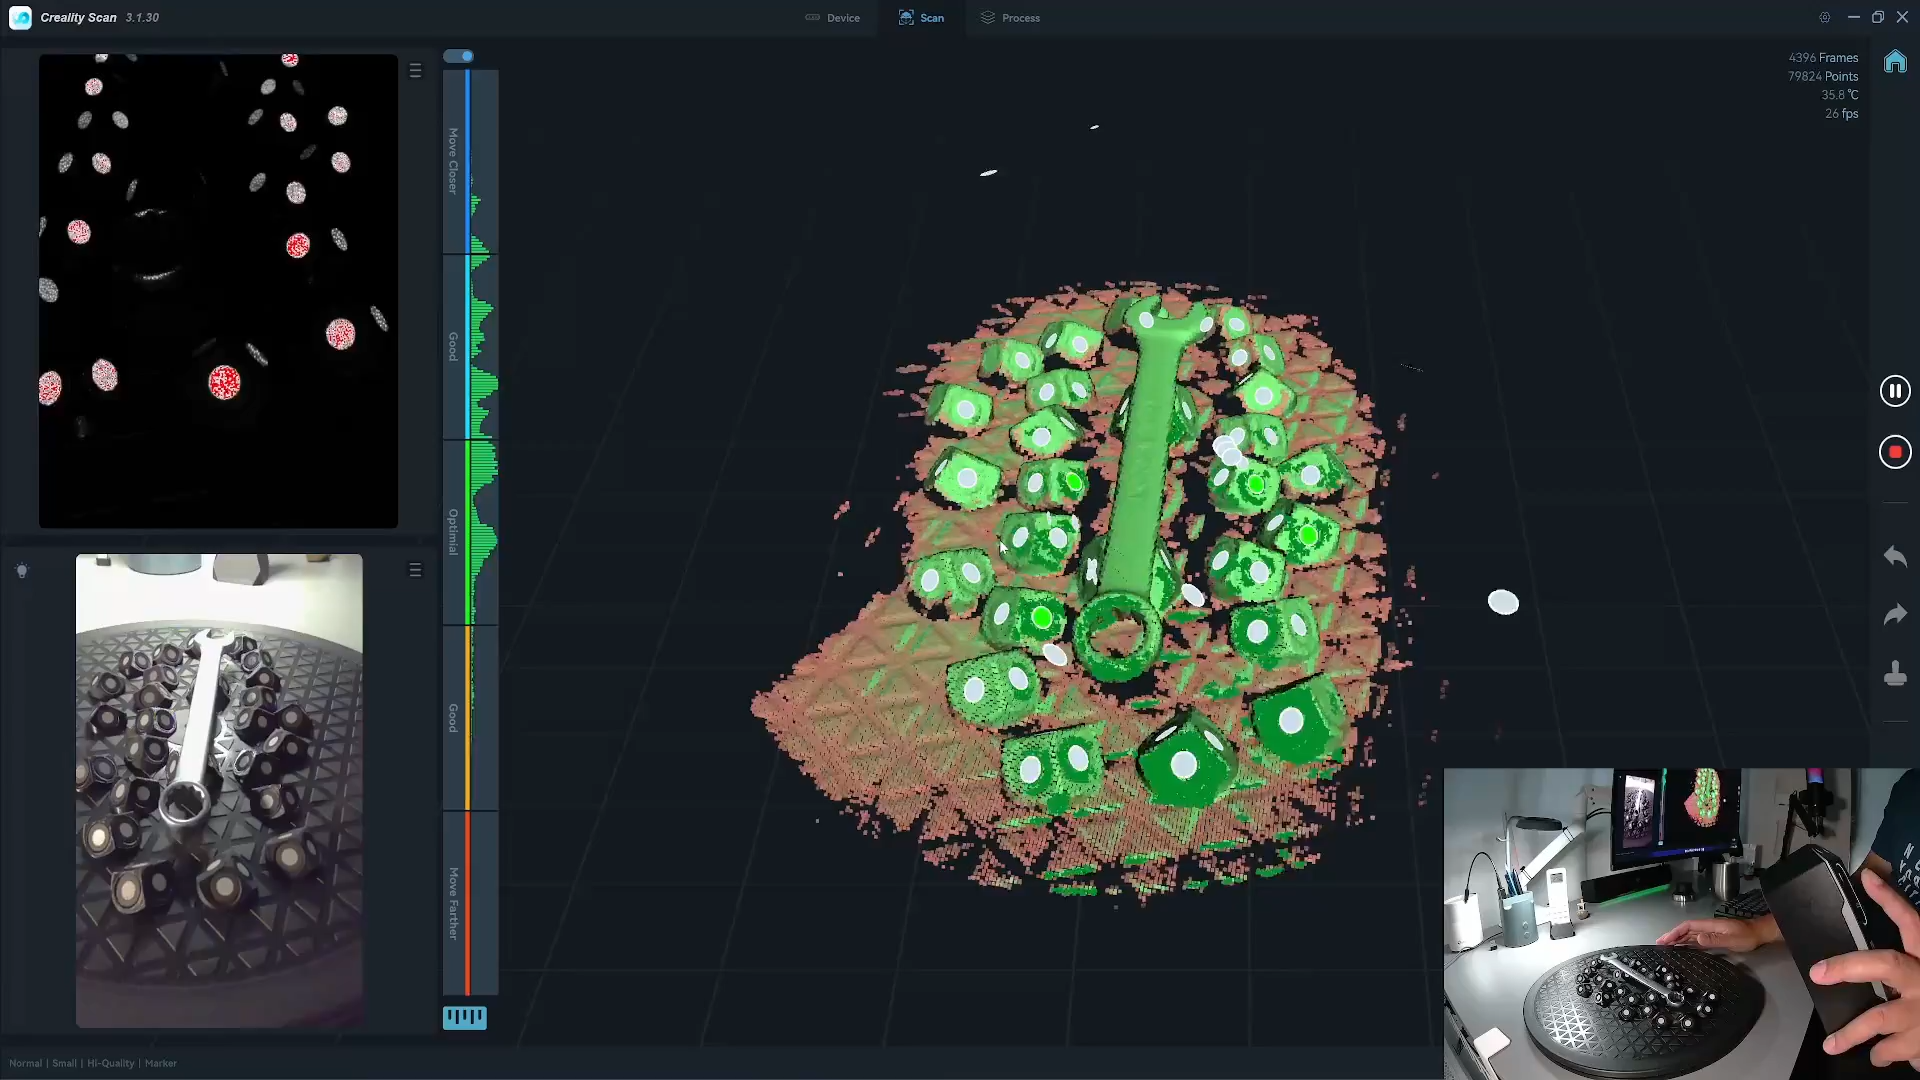 Creality Scan 3.1.30
Device
Scan
Process
4396 Frames
79824 Points
35.8 ℃
26 fps
Move Closer
Good
Optimial
Good
Move Farther
Normal | Small | Hi-Quality | Marker